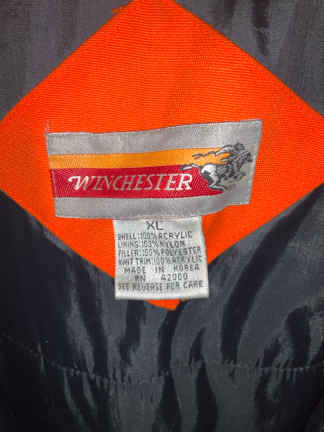 WINCHESTER
XL
SHELL:100% ACRYLIC
LINING:100% NYLON
FILLER:100% POLYESTER
KNIT TRIM:100% ACRYLIC
MADE IN KOREA
RN 42000
SEE REVERSE FOR CARE